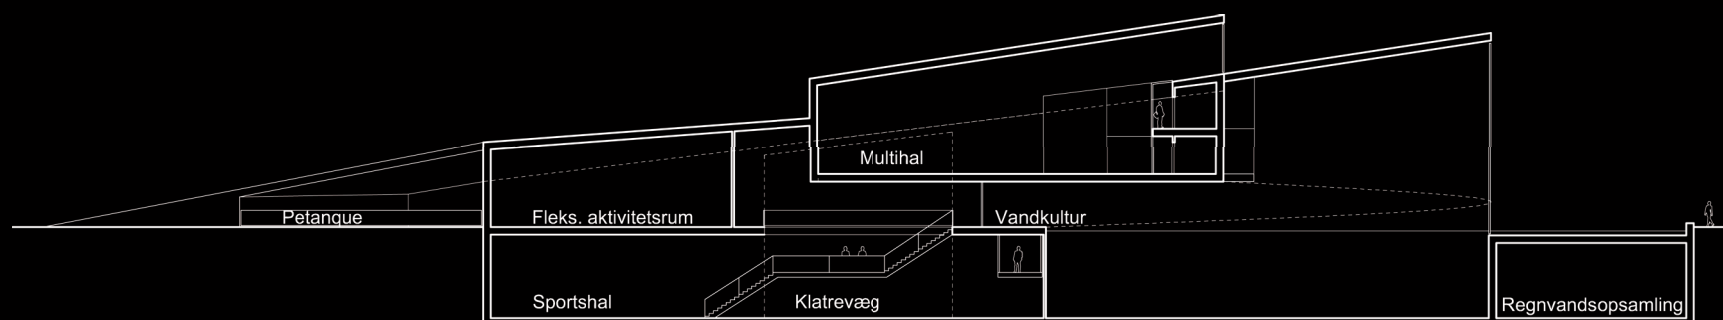 Multihal
Petanque
Fleks. aktivitetsrum
Vandkultur
Sportshal
Klatrevæg
Regnvandsopsamling